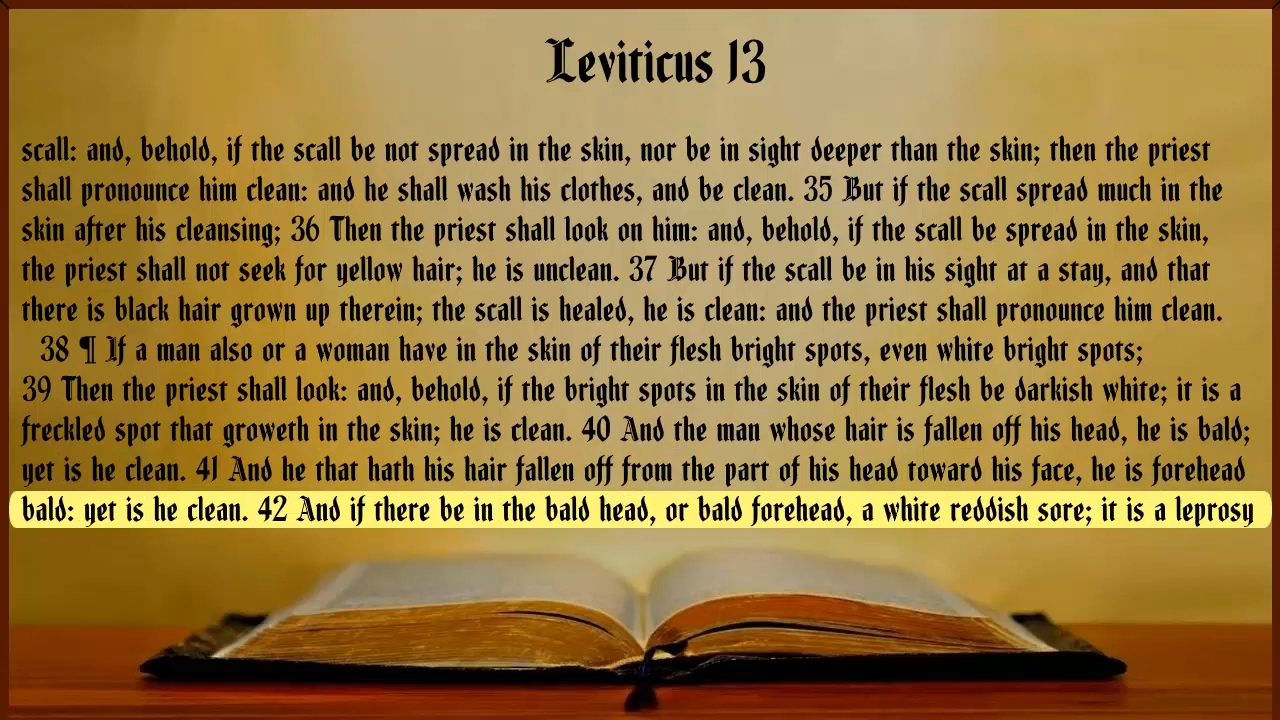 Leviticus 13
scall: and, behold, if the scall be not spread in the skin, nor be in sight deeper than the skin; then the priest
shall pronounce him clean: and he shall wash his clothes, and be clean. 35 But if the scall spread much in the
skin after his cleansing; 36 Then the priest shall look on him: and, behold, if the scall be spread in the skin,
the priest shall not seek for yellow hair; he is unclean. 37 But if the scall be in his sight at a stay, and that
there is black hair grown up therein; the scall is healed, he is clean: and the priest shall pronounce him clean.
38 ¶ If a man also or a woman have in the skin of their flesh bright spots, even white bright spots;
39 Then the priest shall look: and, behold, if the bright spots in the skin of their flesh be darkish white; it is a
freckled spot that groweth in the skin; he is clean. 40 And the man whose hair is fallen off his head, he is bald;
yet is he clean. 41 And he that hath his hair fallen off from the part of his head toward his face, he is forehead
bald: yet is he clean. 42 And if there be in the bald head, or bald forehead, a white reddish sore; it is a leprosy